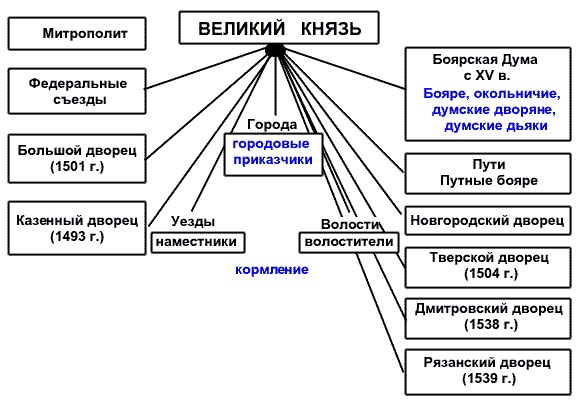 ВЕЛИКИЙ КНЯЗЬ
Митрополит
Федеральные
съезды
Большой дворец
(1501 г.)
Казенный дворец
(1493 г.)
Города
городовые
приказчики
Уезды
наместники
Волости
волостители
кормление
Боярская Дума
с XV в.
Бояре, окольничие,
думские дворяне,
думские дьяки
Пути
Путные бояре
Новгородский дворец
Тверской дворец
(1504 г.)
Дмитровский дворец
(1538 г.)
Рязанский дворец
(1539 г.)